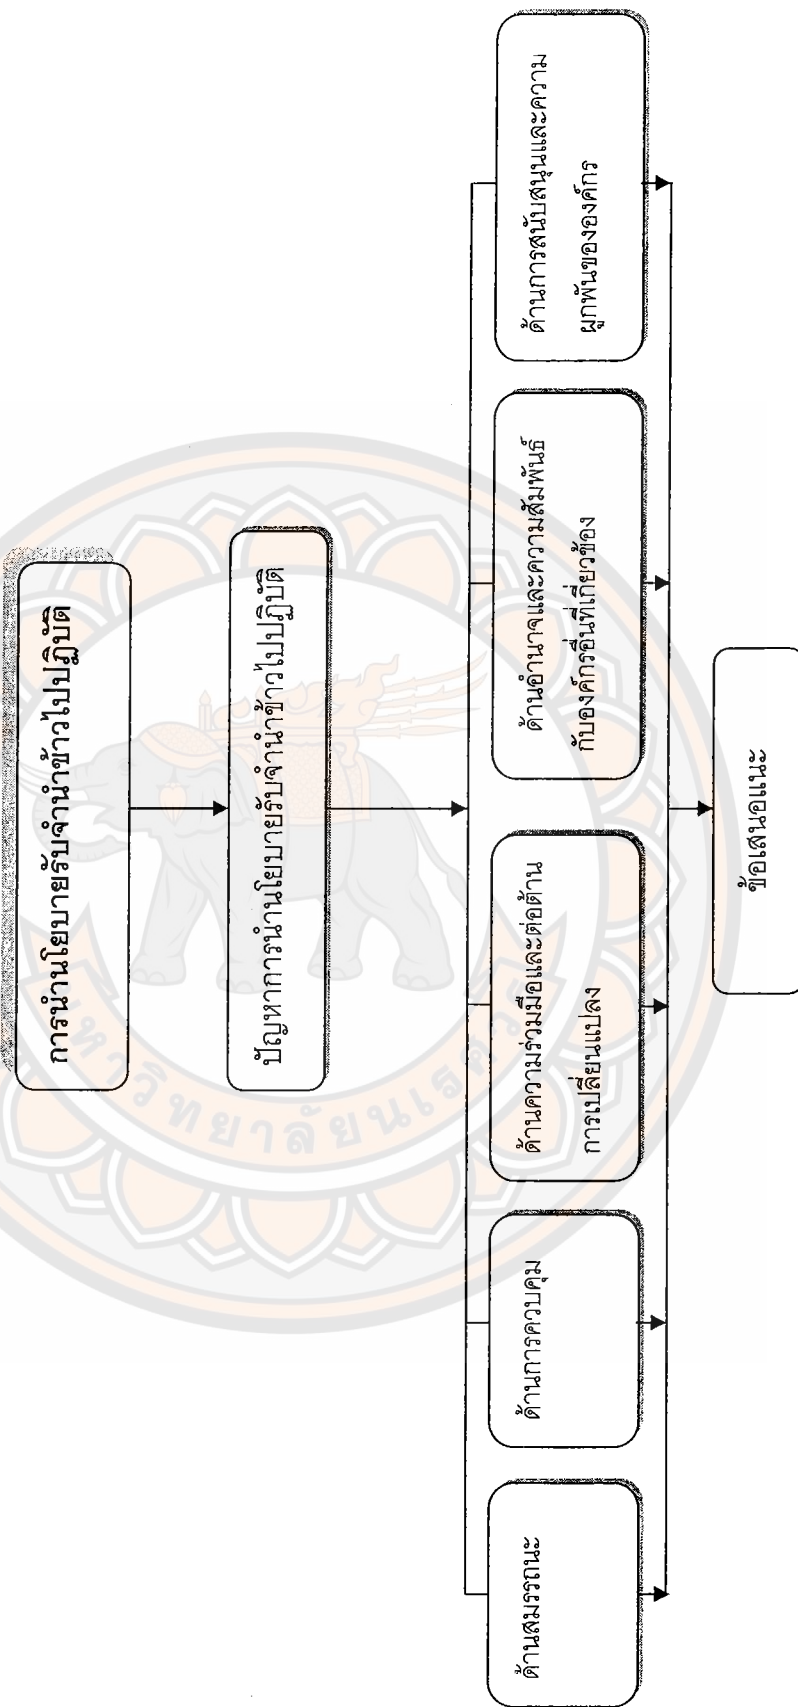 การนำนโยบายรับจำนำข้าวไปปฏิบัติ
ปัญหาการนำนโยบายรับจำนำข้าวไปปฏิบัติ
ด้านสมรรถนะ
ด้านการควบคุม
ด้านความร่วมมือและต่อต้าน
การเปลี่ยนแปลง
ด้านอำนาจและความสัมพันธ์
กับองค์กรอื่นที่เกี่ยวข้อง
ด้านการสนับสนุนและความ
ผูกพันขององค์กร
ข้อเสนอแนะ